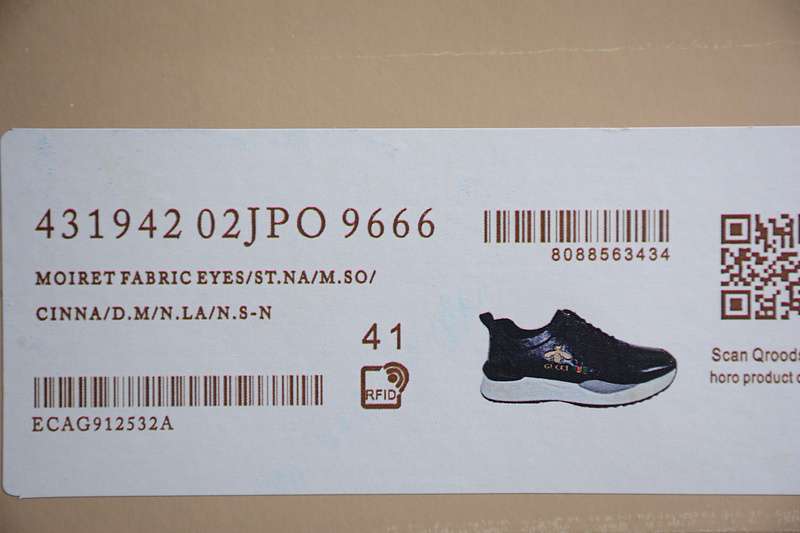 431942 02JPO 9666
MOIRET FABRIC EYES/ST.NA/M.SO/
CINNA/D.M/N.LA/N.S-N
ECAG912532A
41
RFID
8088563434
GUCCI
Scan Qroods
horo product